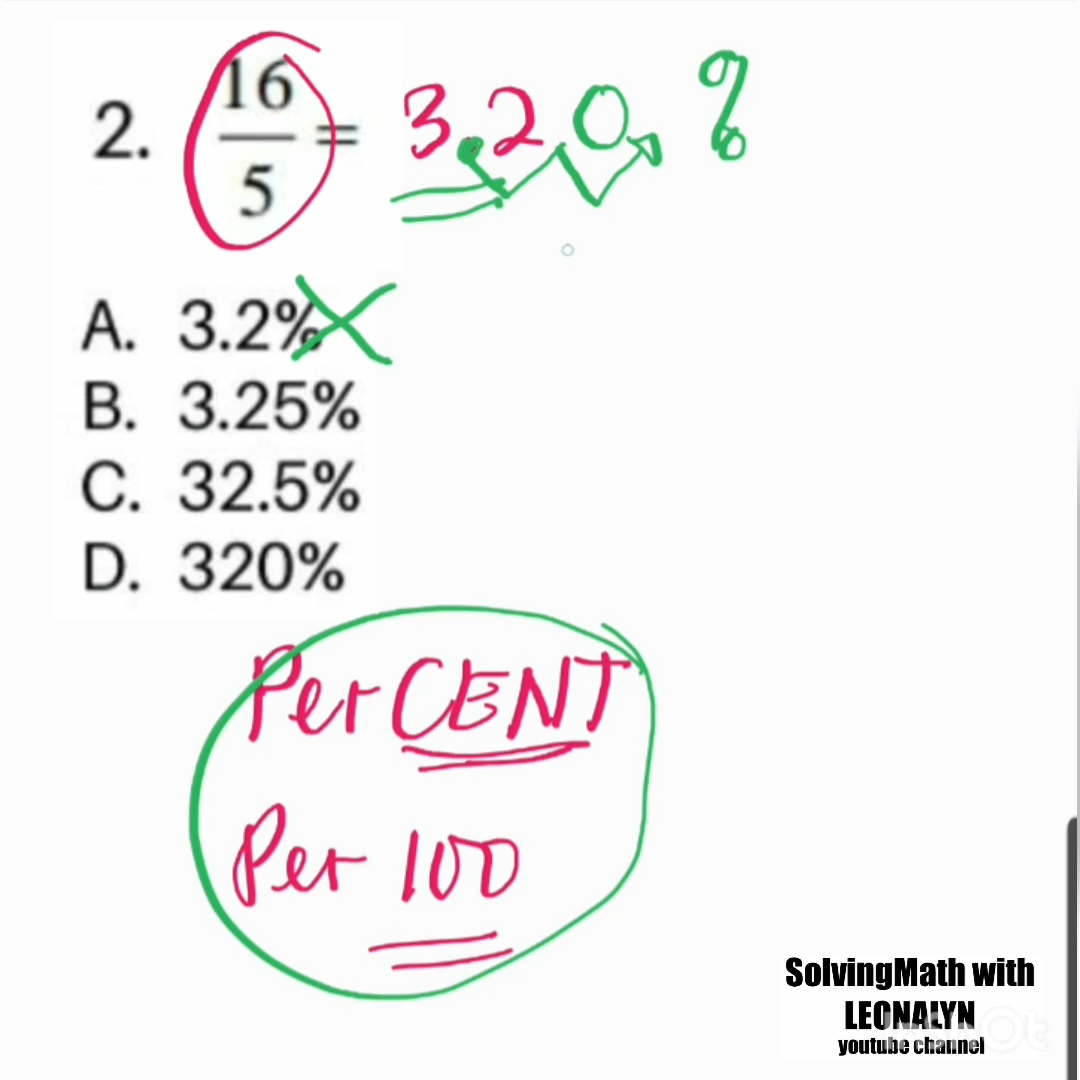 2. 16/5 = 3.20 %
A. 3.2%
B. 3.25%
C. 32.5%
D. 320%
PerCENT
Per 100
SolvingMath with
LEONALYN
youtube channel